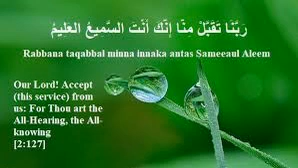 رَبَّنَا تَقَبَّلْ مِنَّا إِنَّكَ أَنْتَ السَّمِيعُ العَلِيمُ
Rabbana taqabbal minna innaka antas Sameeaul Aleem
Our Lord! Accept
(this service) from
us: For Thou art the
All-Hearing, the All-
knowing
[2:127]